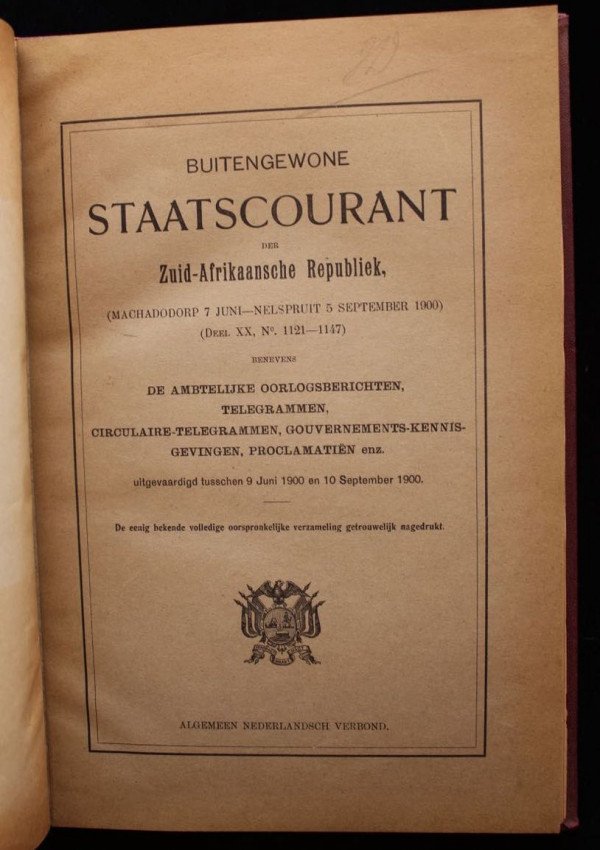 BUITENGEWONE
STAATSCOURANT
DER
Zuid-Afrikaansche Republiek,
(MACHADODORP 7 JUNI—NELSPRUIT 5 SEPTEMBER 1900)
(DEEL XX, Nº. 1121—1147)
BENEVENS
DE AMBTELIJKE OORLOGSBERICHTEN,
TELEGRAMMEN,
CIRCULAIRE-TELEGRAMMEN, GOUVERNEMENTS-KENNIS-
GEVINGEN, PROCLAMATIËN enz.
uitgevaardigd tusschen 9 Juni 1900 en 10 September 1900.
De eenig bekende volledige oorspronkelijke verzameling getrouwelijk nagedrukt.
ALGEMEEN NEDERLANDSCH VERBOND.